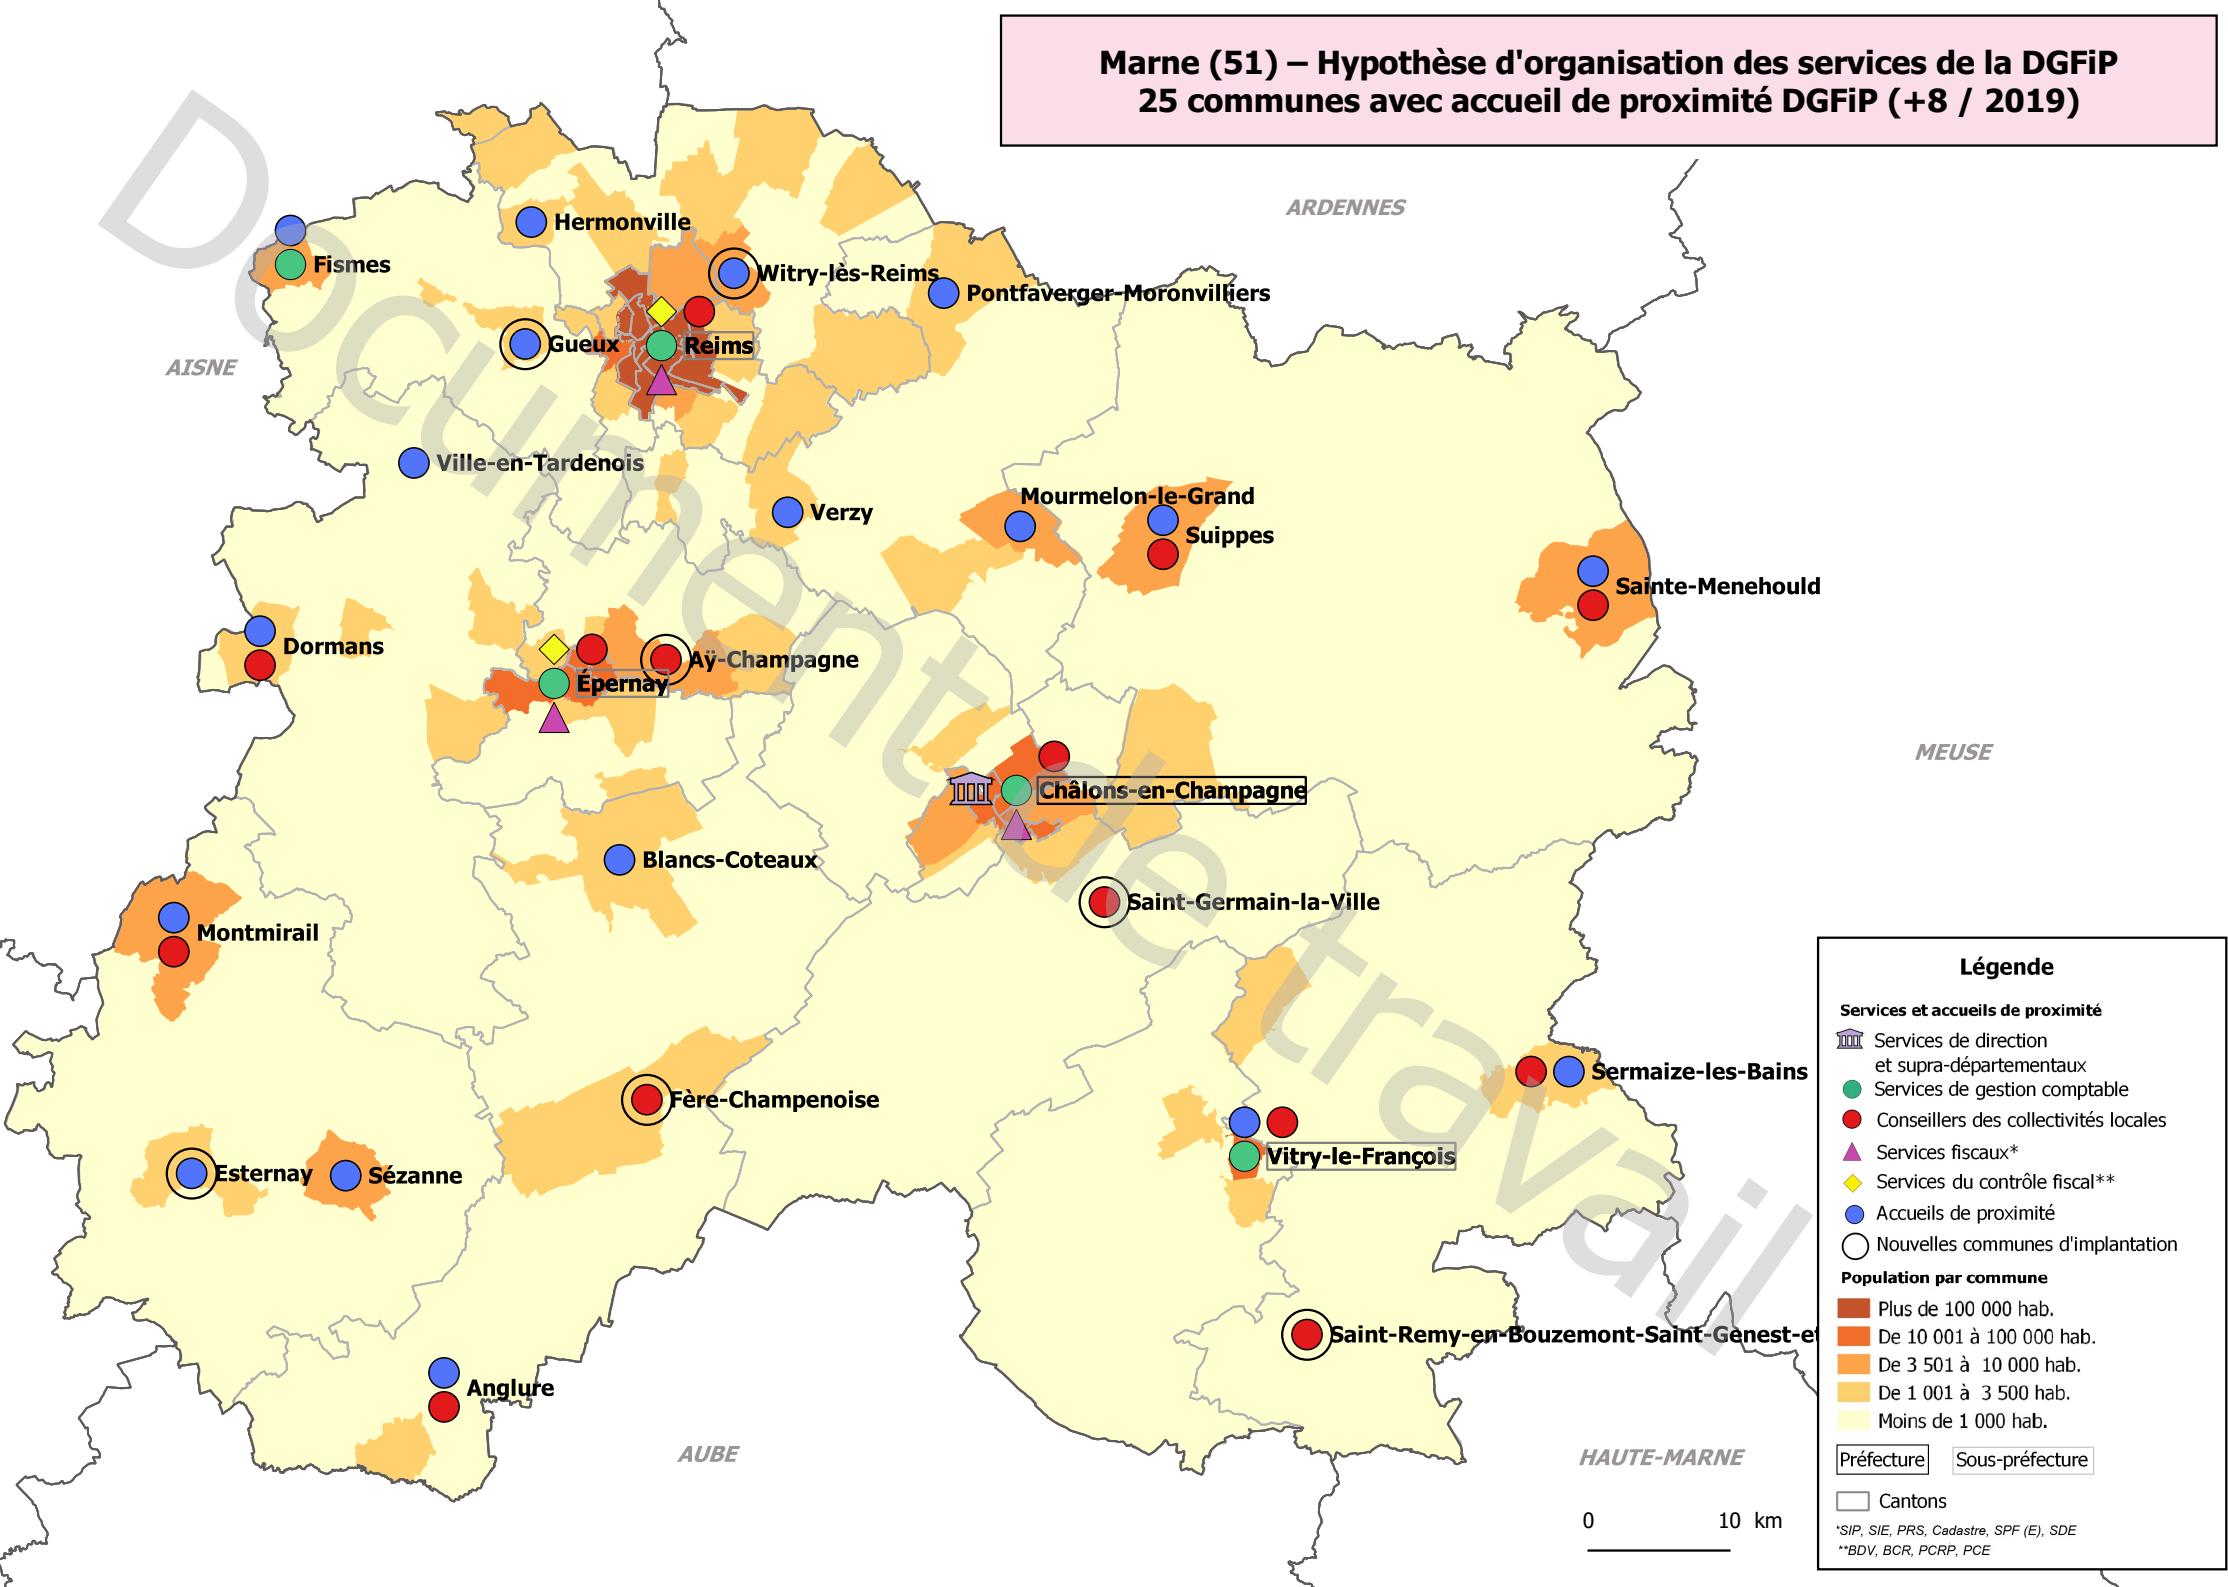 Marne (51) – Hypothèse d'organisation des services de la DGFiP
25 communes avec accueil de proximité DGFiP (+8 / 2019)
Document de travail
ARDENNES
AISNE
MEUSE
AUBE
HAUTE-MARNE
Hermonville
Fismes
Witry-lès-Reims
Pontfaverger-Moronvilliers
Gueux
Reims
Ville-en-Tardenois
Verzy
Mourmelon-le-Grand
Suippes
Sainte-Menehould
Dormans
Aÿ-Champagne
Épernay
Châlons-en-Champagne
Blancs-Coteaux
Saint-Germain-la-Ville
Montmirail
Sermaize-les-Bains
Fère-Champenoise
Vitry-le-François
Esternay
Sézanne
Saint-Remy-en-Bouzemont-Saint-Genest-et
Anglure
0 10 km
Légende
Services et accueils de proximité
Services de direction
et supra-départementaux
Services de gestion comptable
Conseillers des collectivités locales
Services fiscaux*
Services du contrôle fiscal**
Accueils de proximité
Nouvelles communes d'implantation
Population par commune
Plus de 100 000 hab.
De 10 001 à 100 000 hab.
De 3 501 à 10 000 hab.
De 1 001 à 3 500 hab.
Moins de 1 000 hab.
Préfecture Sous-préfecture
Cantons
*SIP, SIE, PRS, Cadastre, SPF (E), SDE
**BDV, BCR, PCRP, PCE